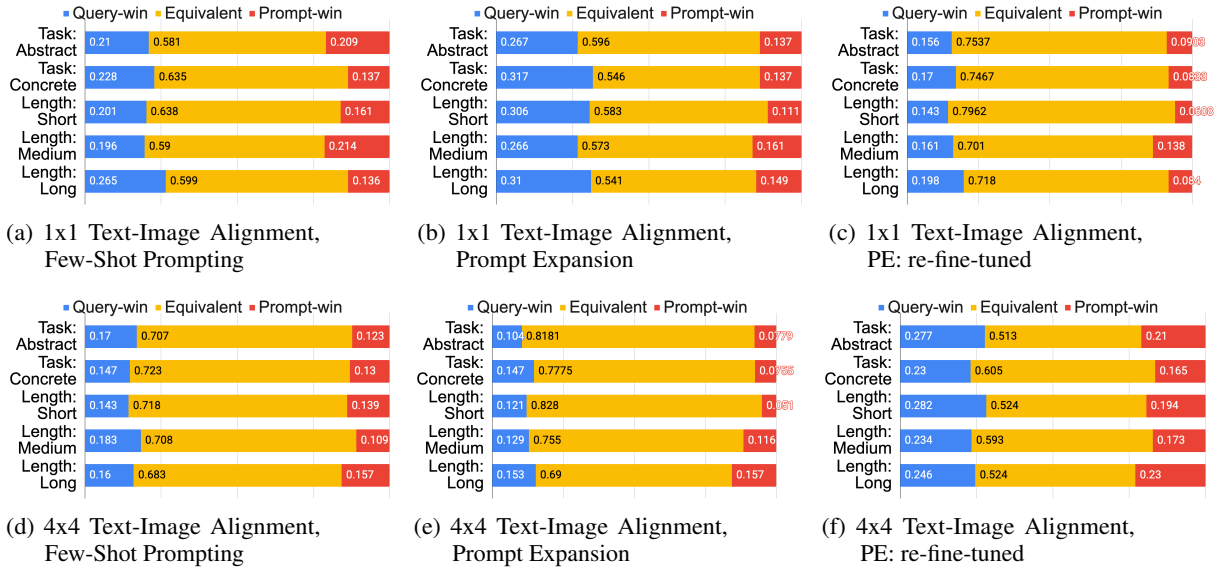 Query-win Equivalent Prompt-win
Task: Abstract 0.21 0.581 0.209
Task: Concrete 0.228 0.635 0.137
Length: Short 0.201 0.638 0.161
Length: Medium 0.196 0.59 0.214
Length: Long 0.265 0.599 0.136
(a) 1x1 Text-Image Alignment,
Few-Shot Prompting
Query-win Equivalent Prompt-win
Task: Abstract 0.267 0.596 0.137
Task: Concrete 0.317 0.546 0.137
Length: Short 0.306 0.583 0.111
Length: Medium 0.266 0.573 0.161
Length: Long 0.31 0.541 0.149
(b) 1x1 Text-Image Alignment,
Prompt Expansion
Query-win Equivalent Prompt-win
Task: Abstract 0.156 0.7537 0.0903
Task: Concrete 0.17 0.7467 0.0833
Length: Short 0.143 0.7962 0.0608
Length: Medium 0.161 0.701 0.138
Length: Long 0.198 0.718 0.084
(c) 1x1 Text-Image Alignment,
PE: re-fine-tuned
Query-win Equivalent Prompt-win
Task: Abstract 0.17 0.707 0.123
Task: Concrete 0.147 0.723 0.13
Length: Short 0.143 0.718 0.139
Length: Medium 0.183 0.708 0.109
Length: Long 0.16 0.683 0.157
(d) 4x4 Text-Image Alignment,
Few-Shot Prompting
Query-win Equivalent Prompt-win
Task: Abstract 0.104 0.8181 0.0779
Task: Concrete 0.147 0.7775 0.0755
Length: Short 0.121 0.828 0.051
Length: Medium 0.129 0.755 0.116
Length: Long 0.153 0.69 0.157
(e) 4x4 Text-Image Alignment,
Prompt Expansion
Query-win Equivalent Prompt-win
Task: Abstract 0.277 0.513 0.21
Task: Concrete 0.23 0.605 0.165
Length: Short 0.282 0.524 0.194
Length: Medium 0.234 0.593 0.173
Length: Long 0.246 0.524 0.23
(f) 4x4 Text-Image Alignment,
PE: re-fine-tuned